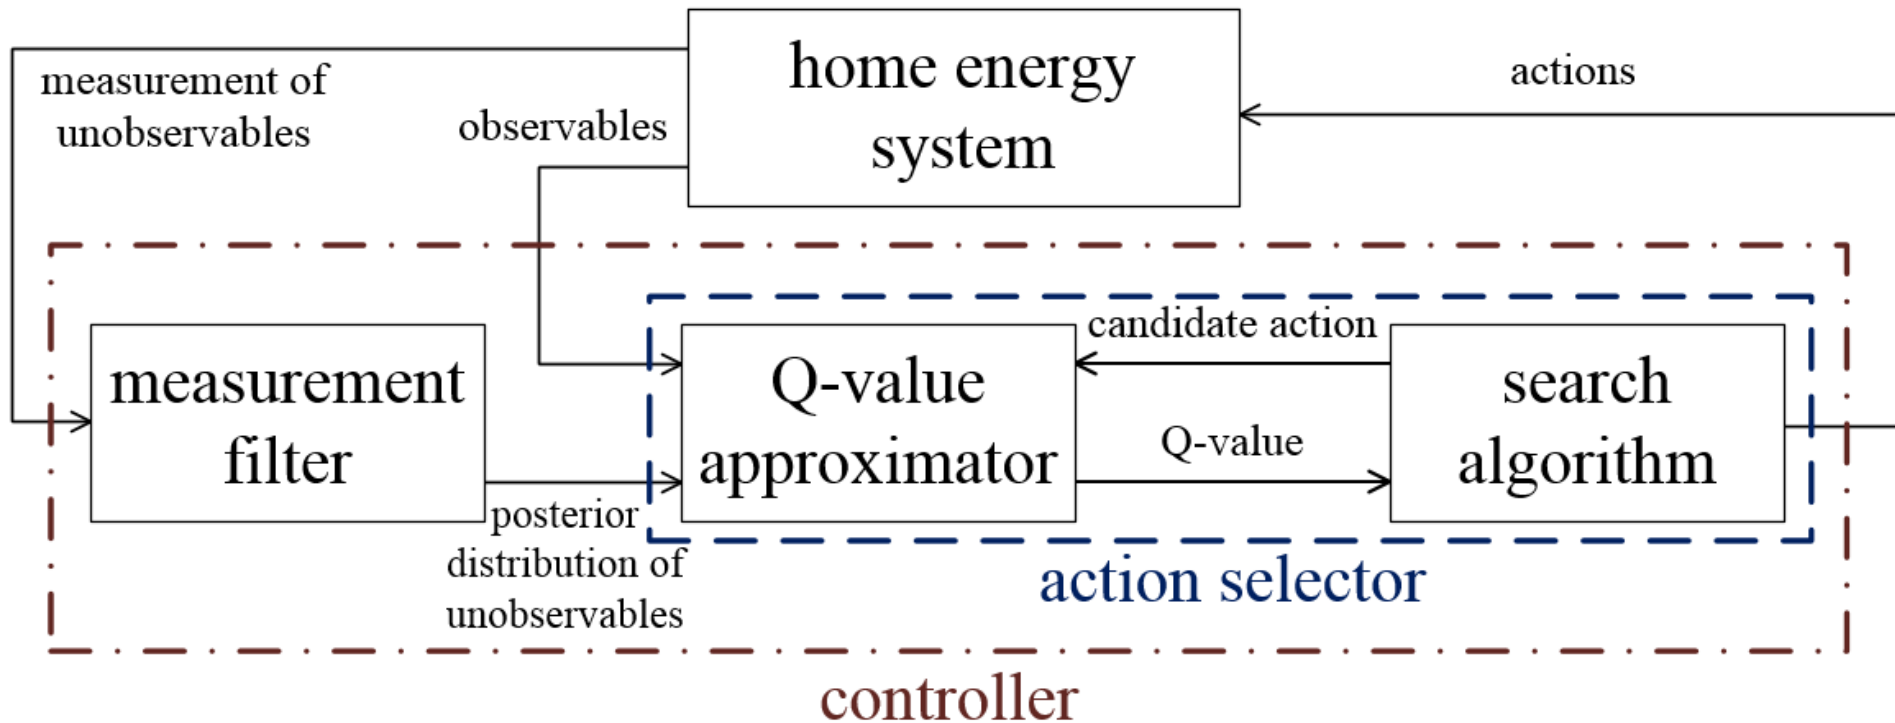 home energy
system
measurement of
unobservables
observables
actions
measurement
filter
posterior
distribution of
unobservables
Q-value
approximator
candidate action
Q-value
search
algorithm
action selector
controller